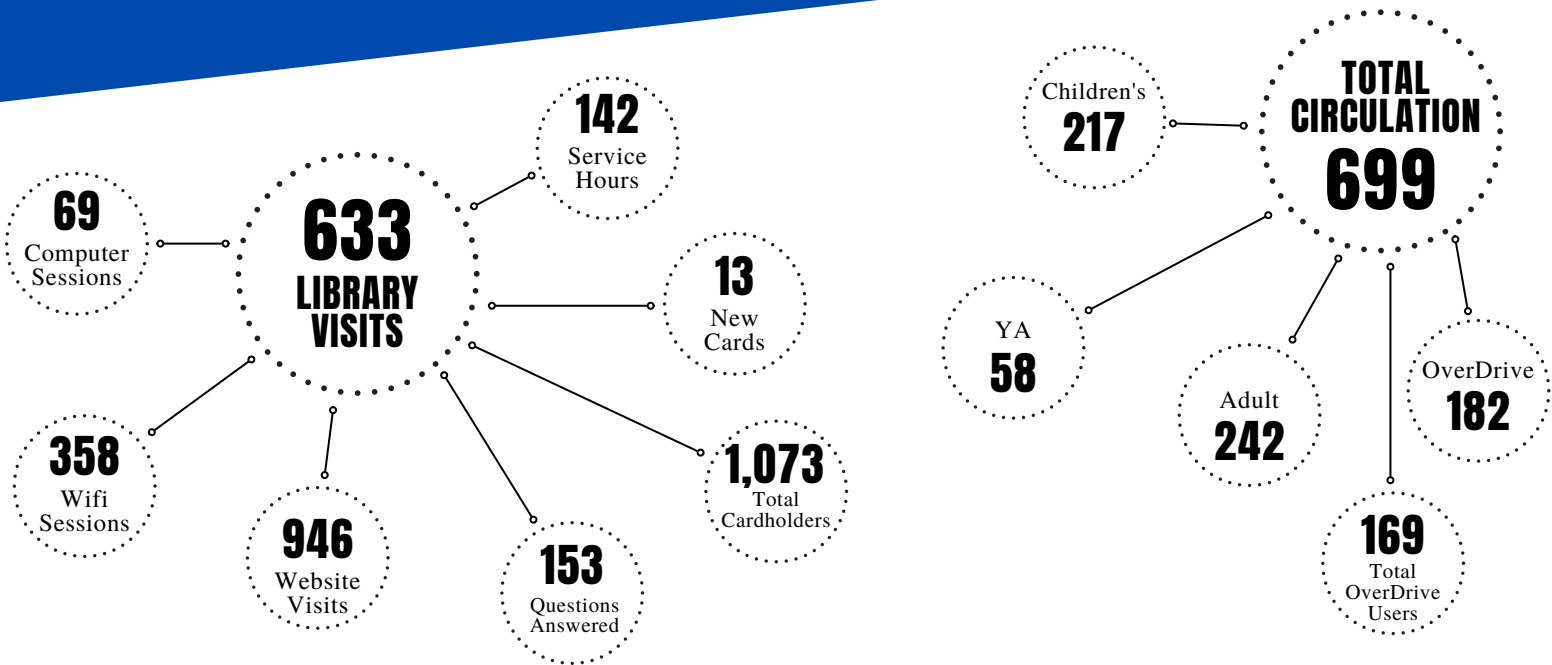 633
LIBRARY
VISITS
142
Service
Hours
69
Computer
Sessions
13
New
Cards
358
Wifi
Sessions
946
Website
Visits
153
Questions
Answered
1,073
Total
Cardholders
TOTAL
CIRCULATION
699
Children's
217
YA
58
Adult
242
OverDrive
182
169
Total
OverDrive
Users